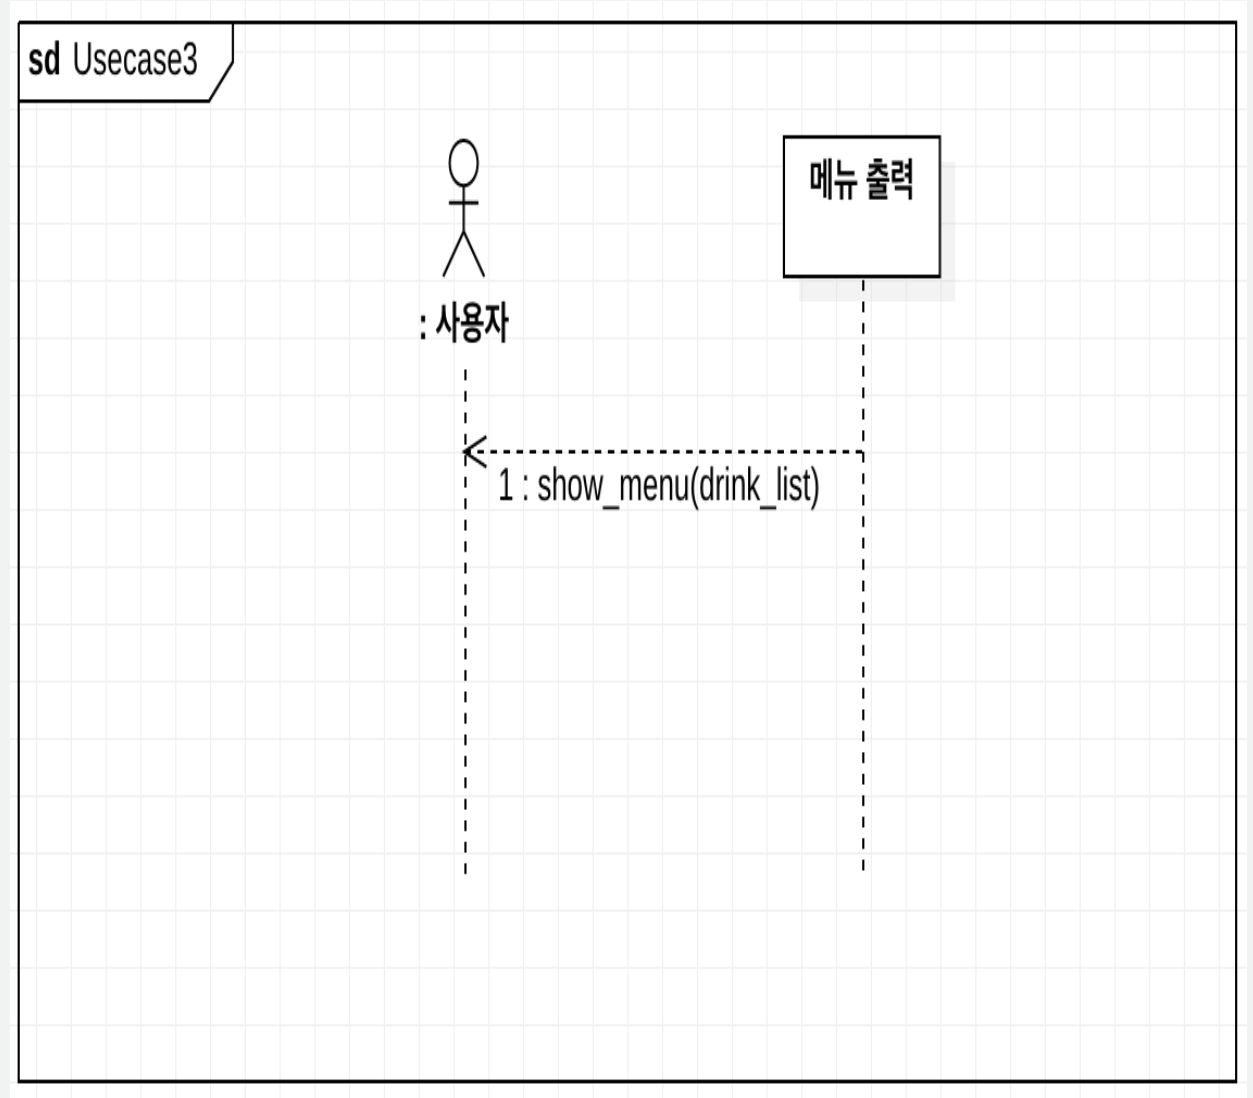 sd Usecase3
메뉴 출력
: 사용자
1 : show_menu(drink_list)